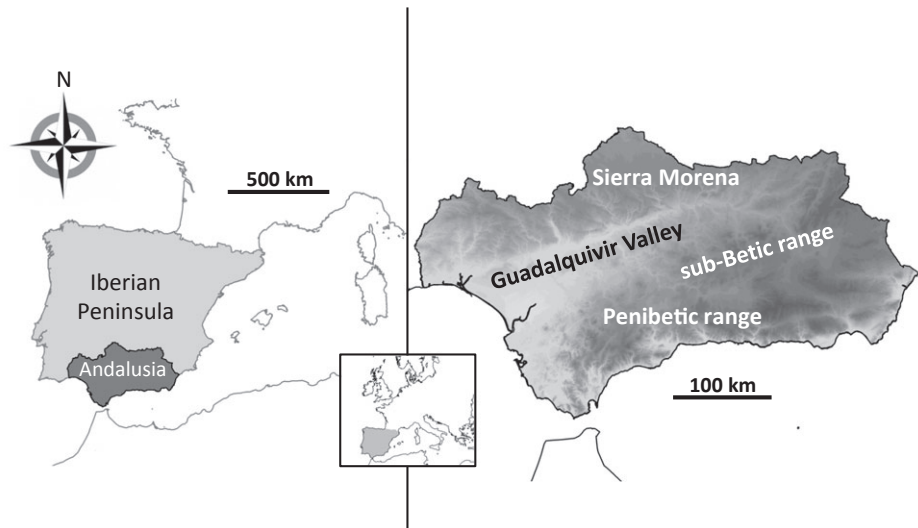 N
500 km
Iberian
Peninsula
Andalusia
Sierra Morena
Guadalquivir Valley
sub-Betic range
Penibetic range
100 km